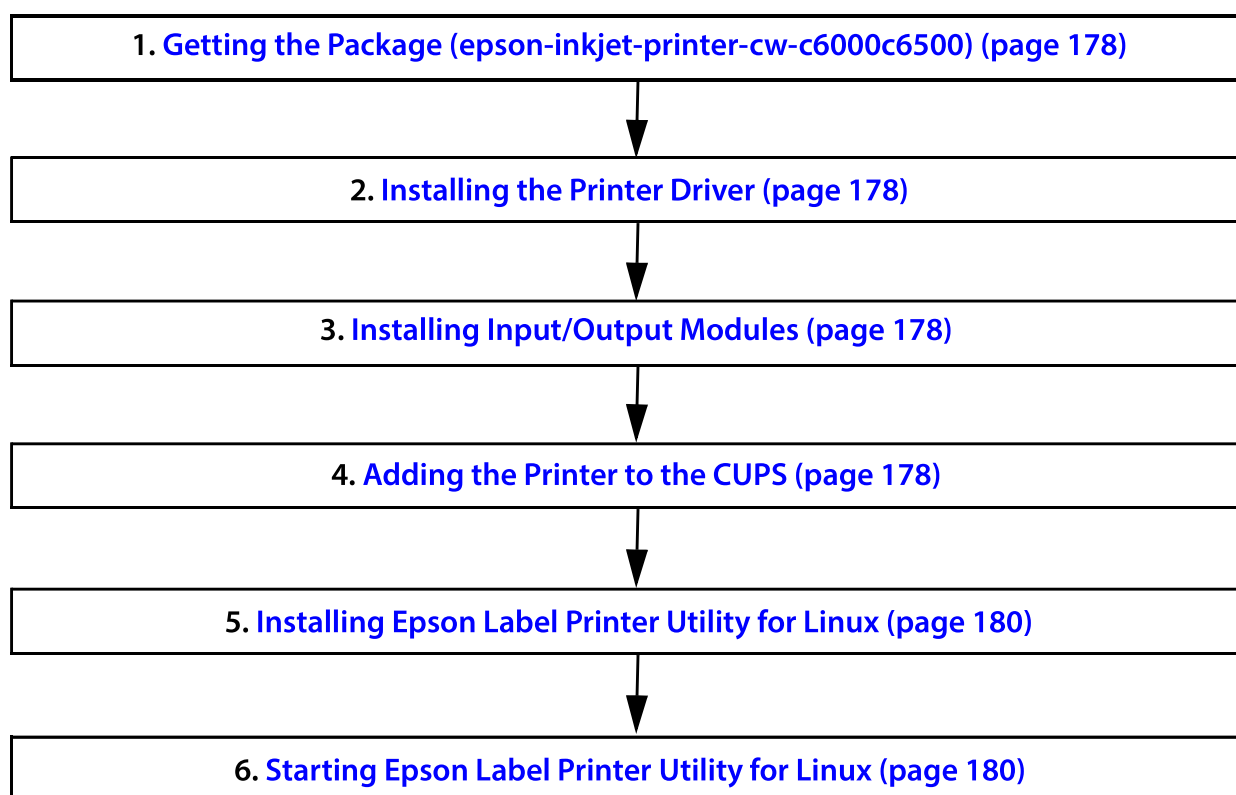 1. Getting the Package (epson-inkjet-printer-cw-c6000c6500) (page 178)
2. Installing the Printer Driver (page 178)
3. Installing Input/Output Modules (page 178)
4. Adding the Printer to the CUPS (page 178)
5. Installing Epson Label Printer Utility for Linux (page 180)
6. Starting Epson Label Printer Utility for Linux (page 180)